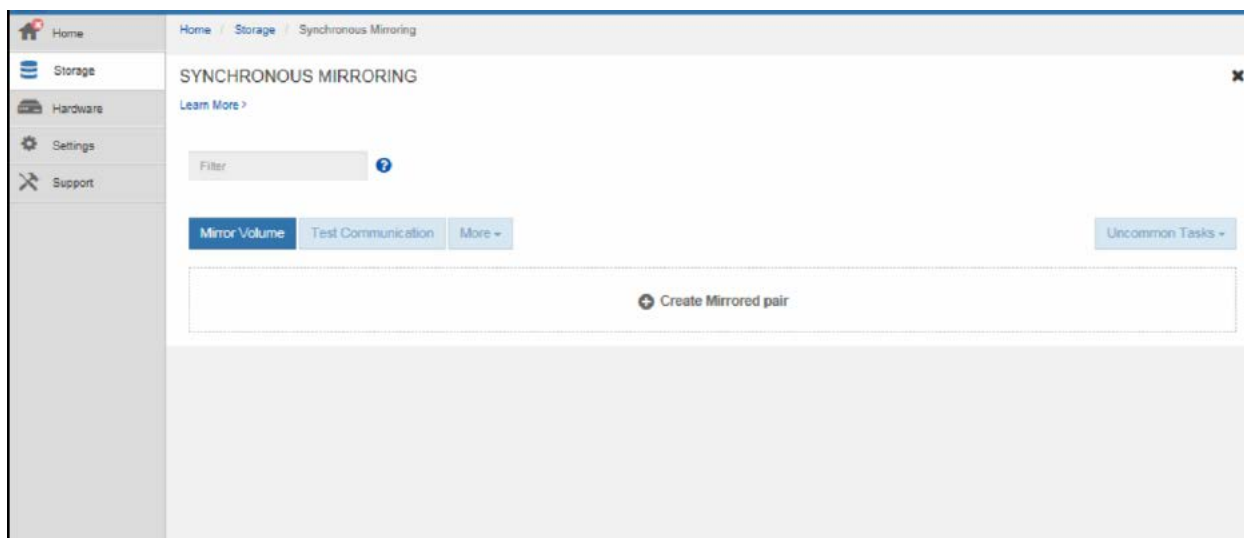 Home
Storage
Hardware
Settings
Support
Home / Storage / Synchronous Mirroring
SYNCHRONOUS MIRRORING
Learn More >
Filter
Mirror Volume Test Communication More Uncommon Tasks
Create Mirrored pair